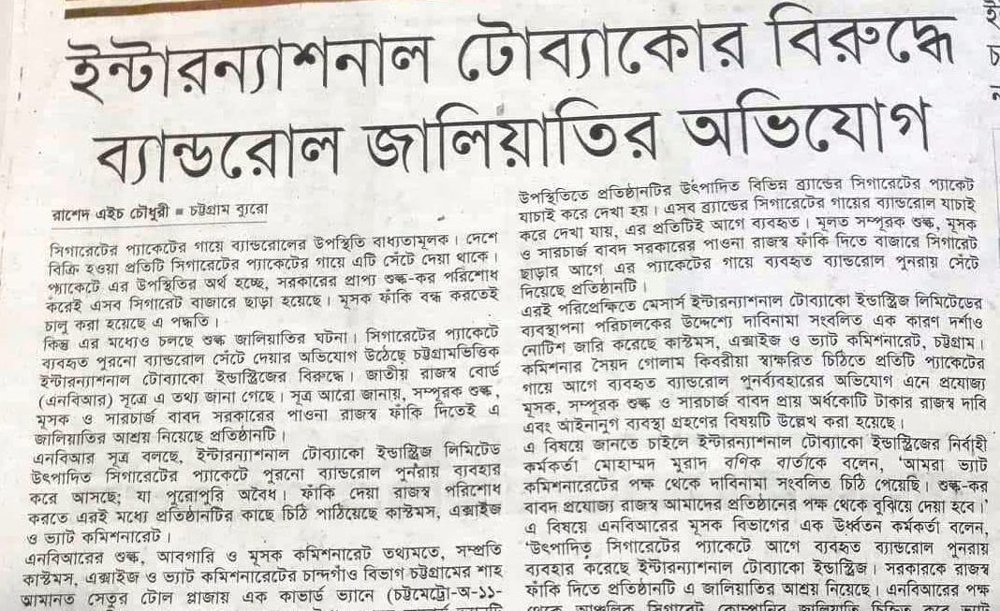 ইন্টারন্যাশনাল টোব্যাকোর বিরুদ্ধে
ব্যান্ডরোল জালিয়াতির অভিযোগ
রাশেদ এইচ চৌধুরী ■ চট্টগ্রাম ব্যুরো
সিগারেটের প্যাকেটের গায়ে ব্যান্ডরোলের উপস্থিতি বাধ্যতামূলক। দেশে
বিক্রি হওয়া প্রতিটি সিগারেটের প্যাকেটের গায়ে এটি সেঁটে দেয়া থাকে।
প্যাকেটে এর উপস্থিতির অর্থ হচ্ছে, সরকারের প্রাপ্য শুল্ক-কর পরিশোধ
করেই এসব সিগারেট বাজারে ছাড়া হয়েছে। মূসক ফাঁকি বন্ধ করতেই
চালু করা হয়েছে এ পদ্ধতি।
কিন্তু এর মধ্যেও চলছে শুল্ক জালিয়াতির ঘটনা। সিগারেটের প্যাকেটে
ব্যবহৃত পুরনো ব্যান্ডরোল সেঁটে দেয়ার অভিযোগ উঠেছে চট্টগ্রামভিত্তিক
ইন্টারন্যাশনাল টোব্যাকো ইন্ডাস্ট্রিজের বিরুদ্ধে। জাতীয় রাজস্ব বোর্ড
(এনবিআর) সূত্রে এ তথ্য জানা গেছে। সূত্র আরো জানায়, সম্পূরক শুল্ক,
মূসক ও সারচার্জ বাবদ সরকারের পাওনা রাজস্ব ফাঁকি দিতেই এ
জালিয়াতির আশ্রয় নিয়েছে প্রতিষ্ঠানটি।
এনবিআর সূত্র বলছে, ইন্টারন্যাশনাল টোব্যাকো ইন্ডাস্ট্রিজ লিমিটেড
উৎপাদিত সিগারেটের প্যাকেটে পুরনো ব্যান্ডরোল পুনরায় ব্যবহার
করে আসছে; যা পুরোপুরি অবৈধ। ফাঁকি দেয়া রাজস্ব পরিশোধ
করতে এরই মধ্যে প্রতিষ্ঠানটির কাছে চিঠি পাঠিয়েছে কাস্টমস, এক্সাইজ
ও ভ্যাট কমিশনারেট।
এনবিআরের শুল্ক, আবগারি ও মূসক কমিশনারেট তথ্যমতে, সম্প্রতি
কাস্টমস, এক্সাইজ ও ভ্যাট কমিশনারেটের চান্দগাঁও বিভাগ চট্টগ্রামের শাহ
আমানত সেতুর টোল প্লাজায় এক কাভার্ড ভ্যানে (চট্টমেট্রো-অ-১১-
উপস্থিতিতে প্রতিষ্ঠানটির উৎপাদিত বিভিন্ন ব্র্যান্ডের সিগারেটের প্যাকেট
যাচাই করে দেখা হয়। এসব ব্র্যান্ডের সিগারেটের গায়ের ব্যান্ডরোল যাচাই
করে দেখা যায়, এর প্রতিটিই আগে ব্যবহৃত। মূলত সম্পূরক শুল্ক, মূসক
ও সারচার্জ বাবদ সরকারের পাওনা রাজস্ব ফাঁকি দিতে বাজারে সিগারেট
ছাড়ার আগে এর প্যাকেটের গায়ে ব্যবহৃত ব্যান্ডরোল পুনরায় সেঁটে
দিয়েছে প্রতিষ্ঠানটি।
এরই পরিপ্রেক্ষিতে মেসার্স ইন্টারন্যাশনাল টোব্যাকো ইন্ডাস্ট্রিজ লিমিটেডের
ব্যবস্থাপনা পরিচালকের উদ্দেশ্যে দাবিনামা সংবলিত এক কারণ দর্শাও
নোটিশ জারি করেছে কাস্টমস, এক্সাইজ ও ভ্যাট কমিশনারেট, চট্টগ্রাম।
কমিশনার সৈয়দ গোলাম কিবরীয়া স্বাক্ষরিত চিঠিতে প্রতিটি প্যাকেটের
গায়ে আগে ব্যবহৃত ব্যান্ডরোল পুনর্ব্যবহারের অভিযোগ এনে প্রযোজ্য
মূসক, সম্পূরক শুল্ক ও সারচার্জ বাবদ প্রায় অর্ধকোটি টাকার রাজস্ব দাবি
এবং আইনানুগ ব্যবস্থা গ্রহণের বিষয়টি উল্লেখ করা হয়েছে।
এ বিষয়ে জানতে চাইলে ইন্টারন্যাশনাল টোব্যাকো ইন্ডাস্ট্রিজের নির্বাহী
কর্মকর্তা মোহাম্মদ মুরাদ বণিক বার্তাকে বলেন, ‘আমরা ভ্যাট
কমিশনারেটের পক্ষ থেকে দাবিনামা সংবলিত চিঠি পেয়েছি। শুল্ক-কর
বাবদ প্রযোজ্য রাজস্ব আমাদের প্রতিষ্ঠানের পক্ষ থেকে বুঝিয়ে দেয়া হবে।’
এ বিষয়ে এনবিআরের মূসক বিভাগের এক ঊর্ধ্বতন কর্মকর্তা বলেন,
‘উৎপাদিত সিগারেটের প্যাকেটে আগে ব্যবহৃত ব্যান্ডরোল পুনরায়
ব্যবহার করেছে ইন্টারন্যাশনাল টোব্যাকো ইন্ডাস্ট্রিজ। সরকারকে রাজস্ব
ফাঁকি দিতে প্রতিষ্ঠানটি এ জালিয়াতির আশ্রয় নিয়েছে। এনবিআরের পক্ষ